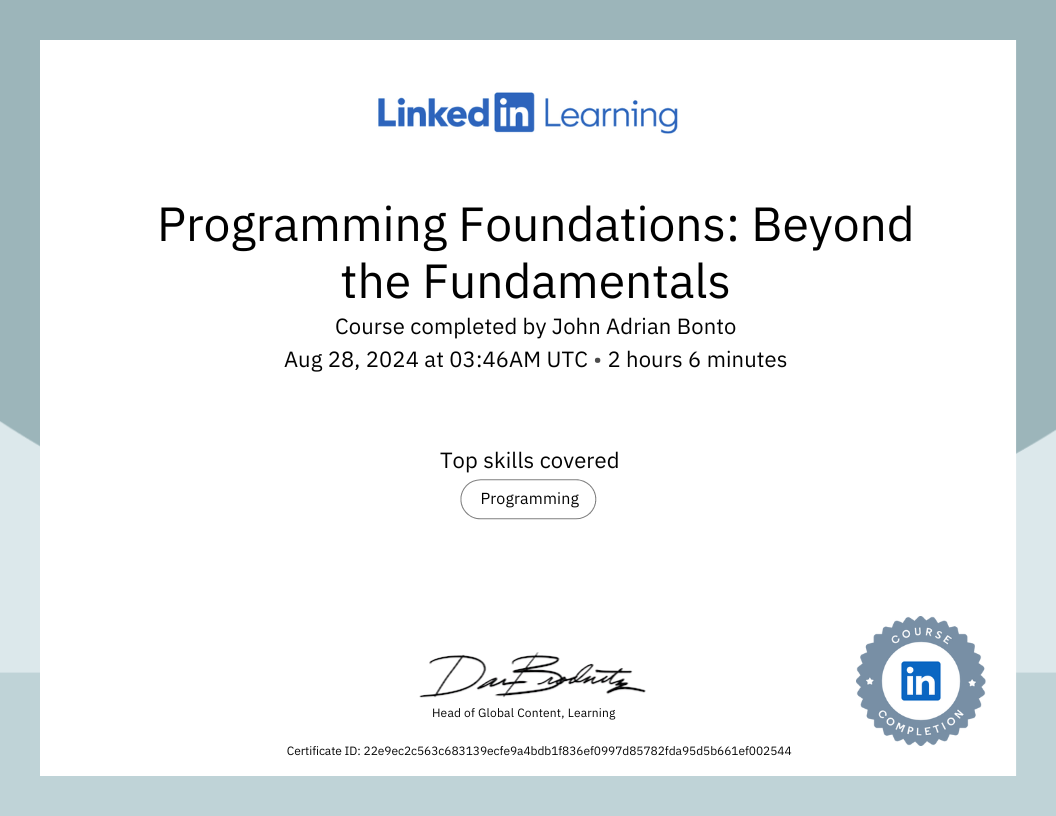 Linked in Learning
Programming Foundations: Beyond
the Fundamentals
Course completed by John Adrian Bonto
Aug 28, 2024 at 03:46AM UTC • 2 hours 6 minutes
Top skills covered
Programming
Dan Brodnitz
Head of Global Content, Learning
COURSE
in
COMPLETION
Certificate ID: 22e9ec2c563c683139ecfe9a4bdb1f836ef0997d85782fda95d5b661ef002544